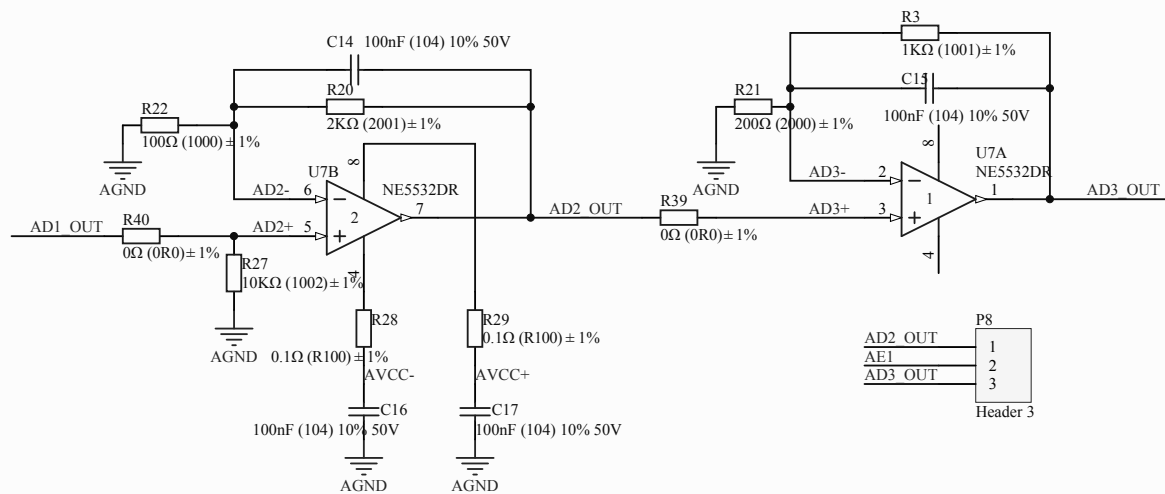 C14
100nF (104) 10% 50V
R20
2KΩ (2001)± 1%
R22
100Ω (1000)± 1%
AGND
U7B
8
NE5532DR
AD2-
6
2
7
AD2_OUT
AD1_OUT
R40
0Ω (0R0)± 1%
AD2+
5
4
R27
10KΩ (1002)± 1%
AGND
R28
0.1Ω (R100)± 1%
AVCC-
C16
100nF (104) 10% 50V
AGND
R29
0.1Ω (R100)± 1%
AVCC+
C17
100nF (104) 10% 50V
AGND
R3
1KΩ (1001)± 1%
C15
100nF (104) 10% 50V
R21
200Ω (2000)± 1%
AGND
8
U7A
NE5532DR
AD3-
2
1
1
AD3_OUT
R39
0Ω (0R0)± 1%
AD3+
3
4
P8
AD2_OUT
1
AE1
2
AD3_OUT
3
Header 3